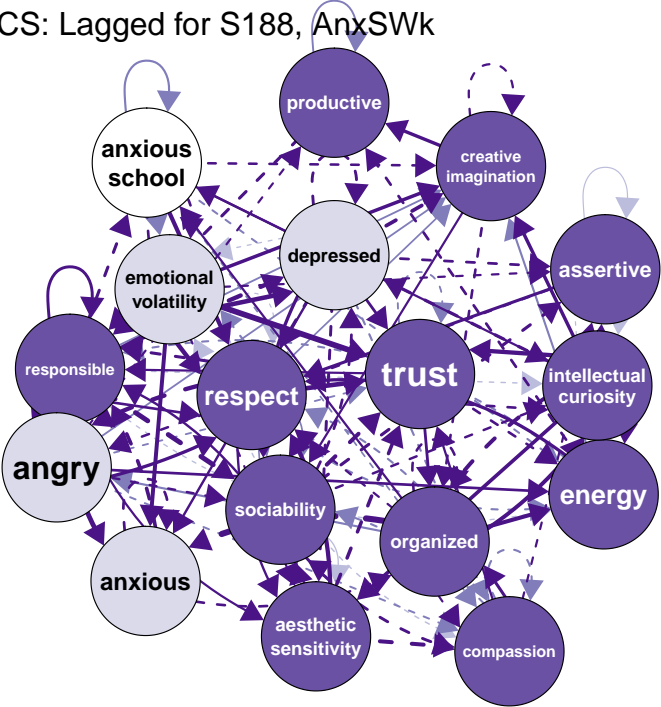 CS: Lagged for S188, AnxSWk
productive
anxious
school
creative
imagination
depressed
assertive
emotional
volatility
responsible
respect
trust
intellectual
curiosity
angry
sociability
energy
organized
anxious
aesthetic
sensitivity
compassion